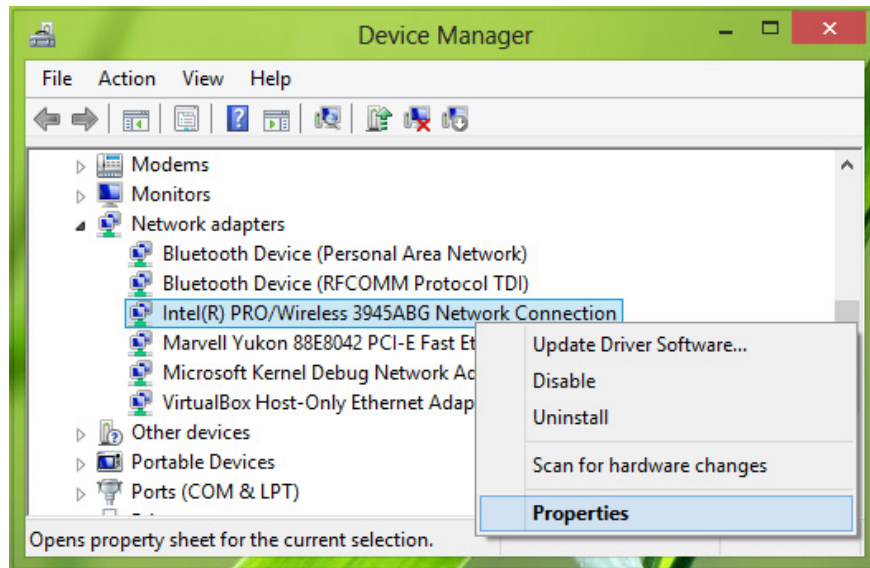 Device Manager
File Action View Help
Modems
Monitors
Network adapters
Bluetooth Device (Personal Area Network)
Bluetooth Device (RFCOMM Protocol TDI)
Intel(R) PRO/Wireless 3945ABG Network Connection
Marvell Yukon 88E8042 PCI-E Fast
Microsoft Kernel Debug Network
VirtualBox Host-Only Ethernet
Other devices
Portable Devices
Ports (COM & LPT)
Update Driver Software...
Disable
Uninstall
Scan for hardware changes
Properties
Opens property sheet for the current selection.